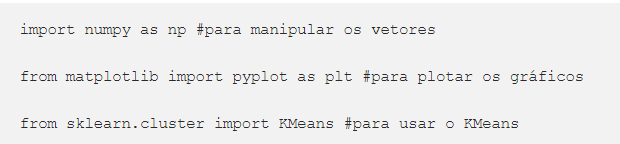 import numpy as np #para manipular os vetores
from matplotlib import pyplot as plt #para plotar os gráficos
from sklearn.cluster import KMeans #para usar o KMeans